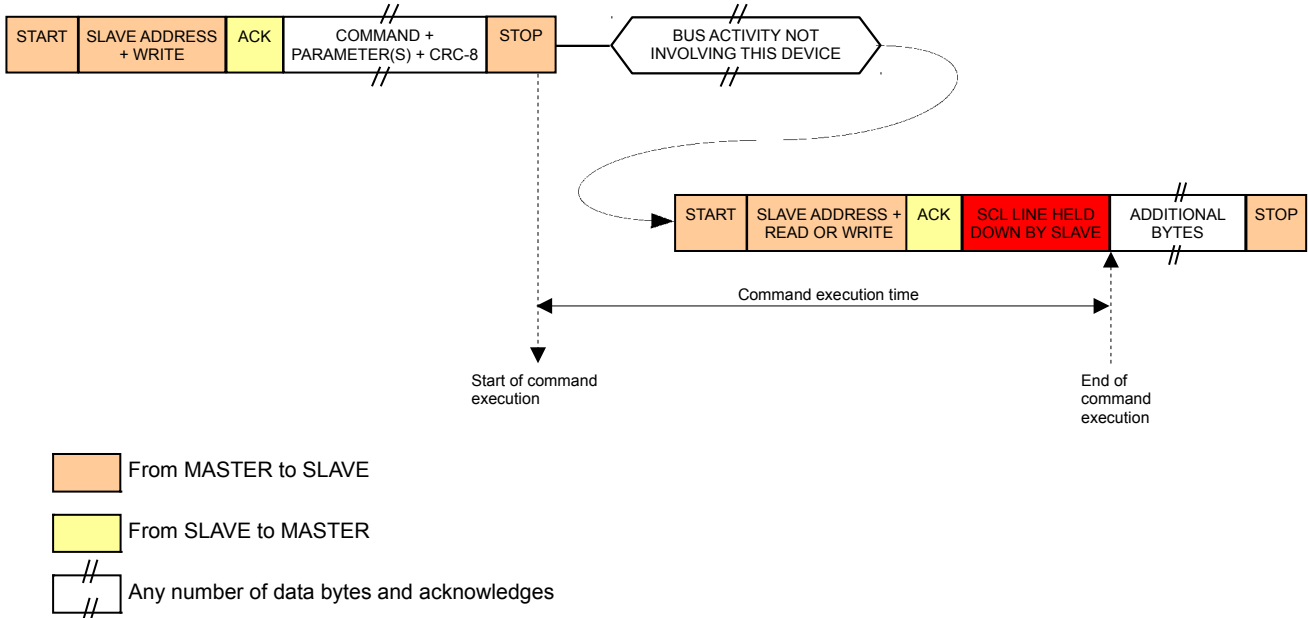 START
SLAVE ADDRESS
+ WRITE
ACK
COMMAND +
PARAMETER(S) + CRC-8
STOP
BUS ACTIVITY NOT
INVOLVING THIS DEVICE
START
SLAVE ADDRESS +
READ OR WRITE
ACK
SCL LINE HELD
DOWN BY SLAVE
ADDITIONAL
BYTES
STOP
Command execution time
Start of command
execution
End of
command
execution
From MASTER to SLAVE
From SLAVE to MASTER
Any number of data bytes and acknowledges